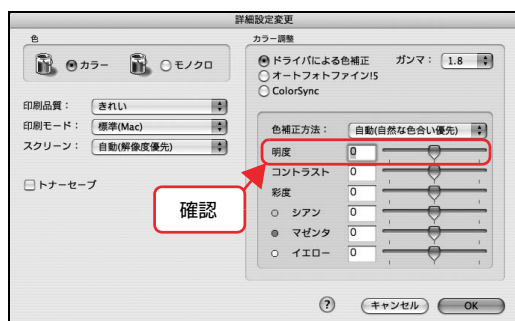 詳細設定変更
色
カラー
モノクロ
印刷品質：
きれい
印刷モード：
標準(Mac)
スクリーン：
自動(解像度優先)
トナーセーブ
確認
カラー調整
ドライバによる色補正
ガンマ：
1.8
オートフォトファイン!5
ColorSync
色補正方法：
自動(自然な色合い優先)
明度
0
コントラスト
0
彩度
0
シアン
0
マゼンタ
0
イエロー
0
?
キャンセル
OK